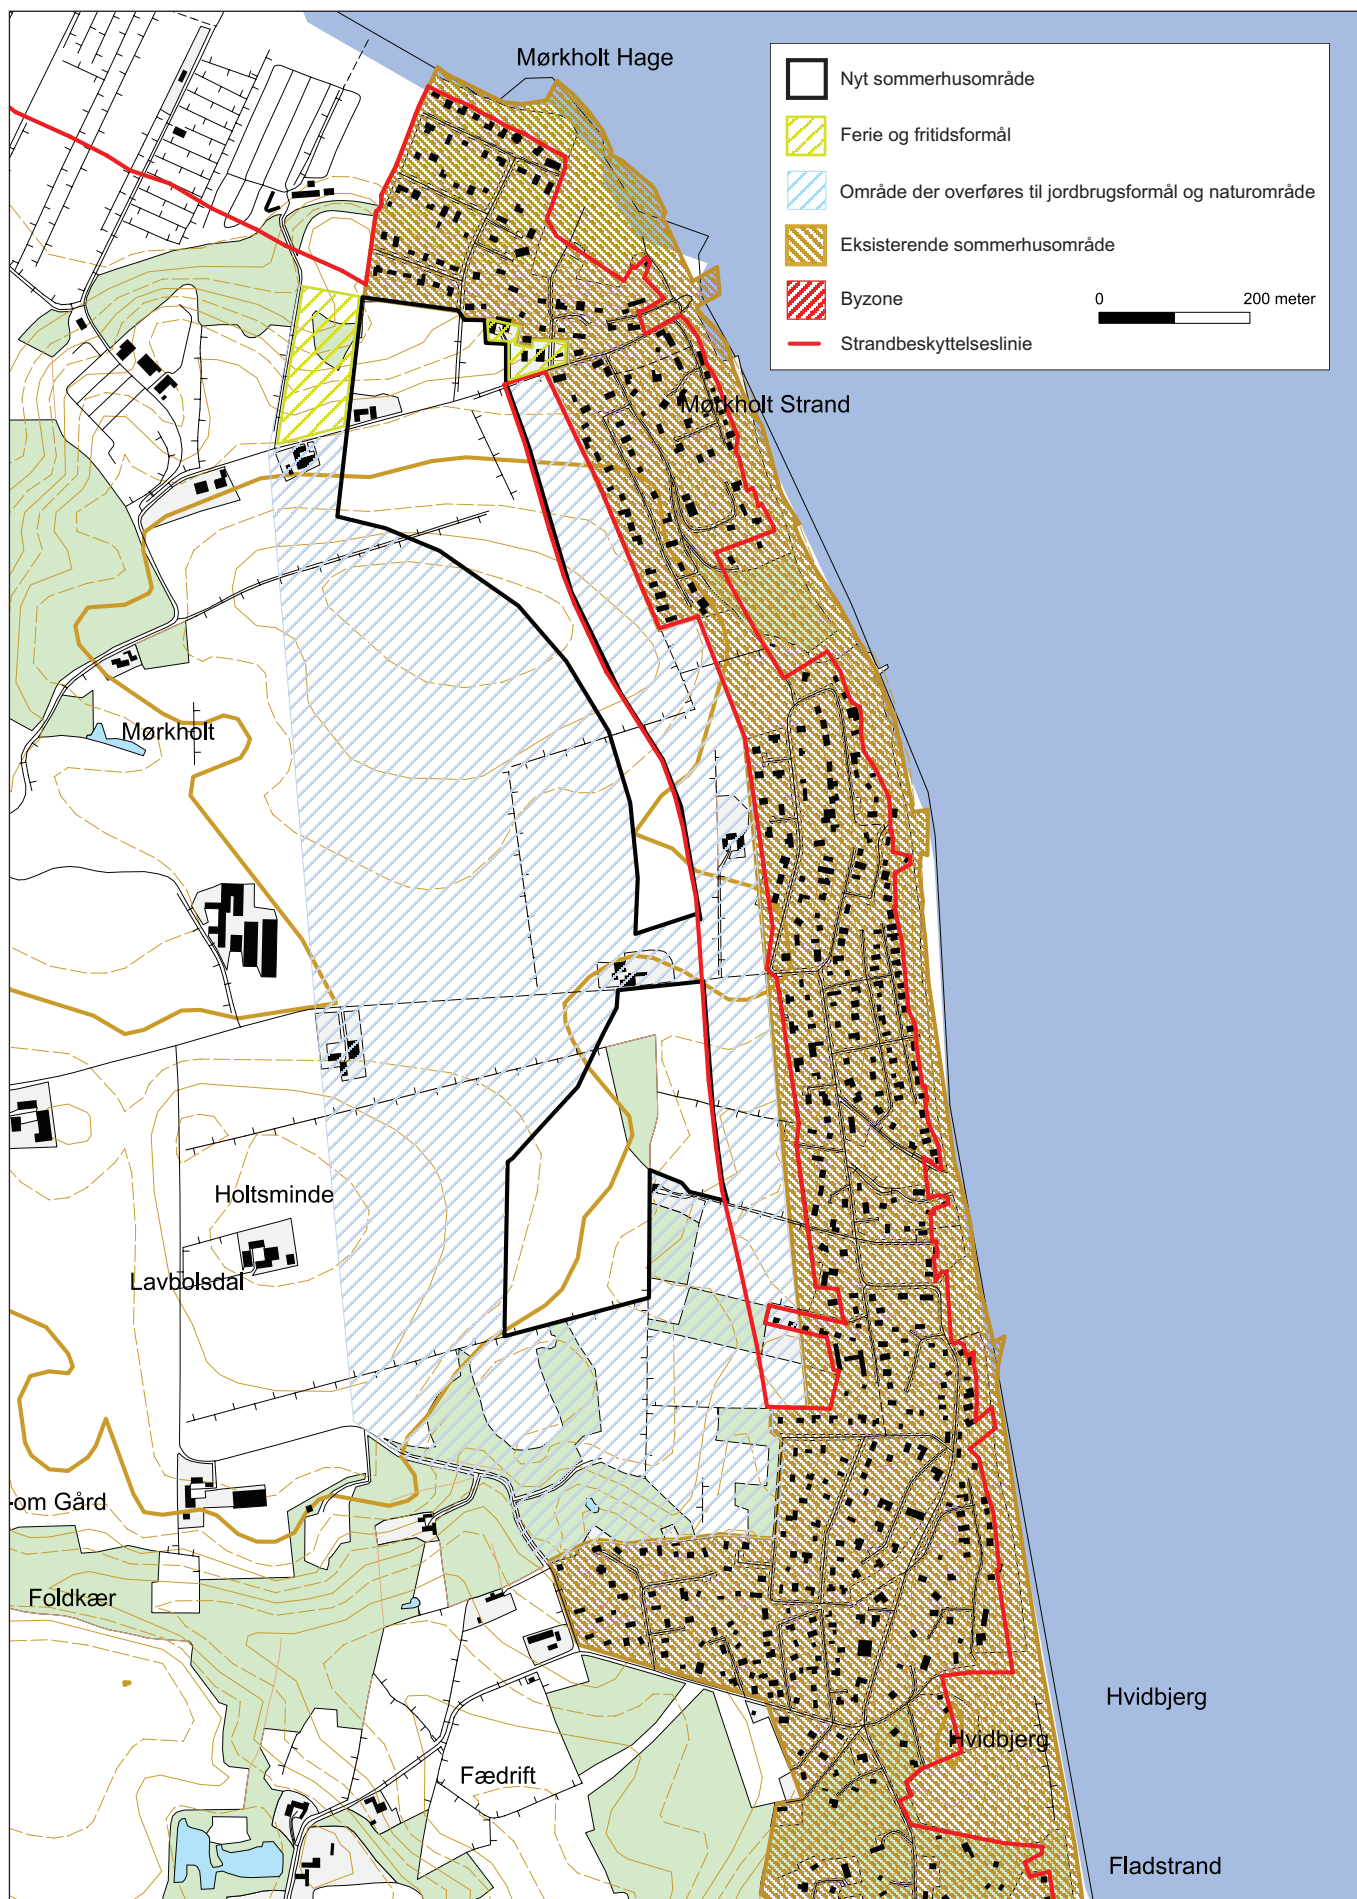 Mørkholt Hage
Nyt sommerhusområde
Ferie og fritidsformål
Område der overføres til jordbrugsformål og naturområde
Eksisterende sommerhusområde
Byzone
0 200 meter
Strandbeskyttelseslinie
Mørkholt Strand
Mørkholt
Holtsminde
Lavbolsdal
om Gård
Foldkær
Hvidbjerg
Hvidbjerg
Fædrift
Fladstrand